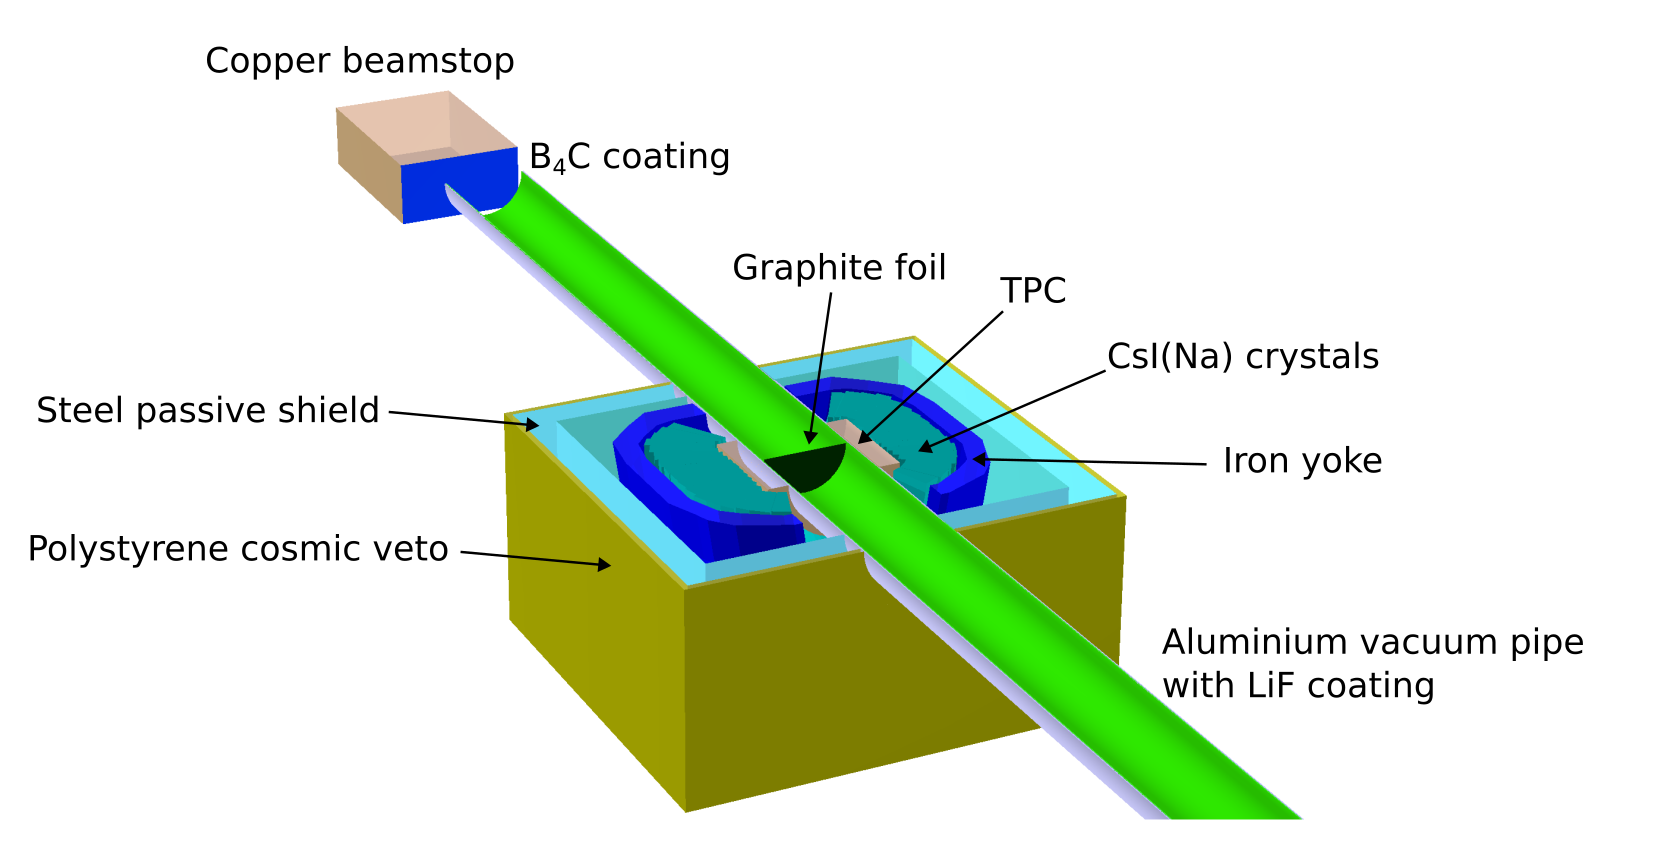 Copper beamstop
B₄C coating
Graphite foil
TPC
CsI(Na) crystals
Steel passive shield
Iron yoke
Polystyrene cosmic veto
Aluminium vacuum pipe
with LiF coating